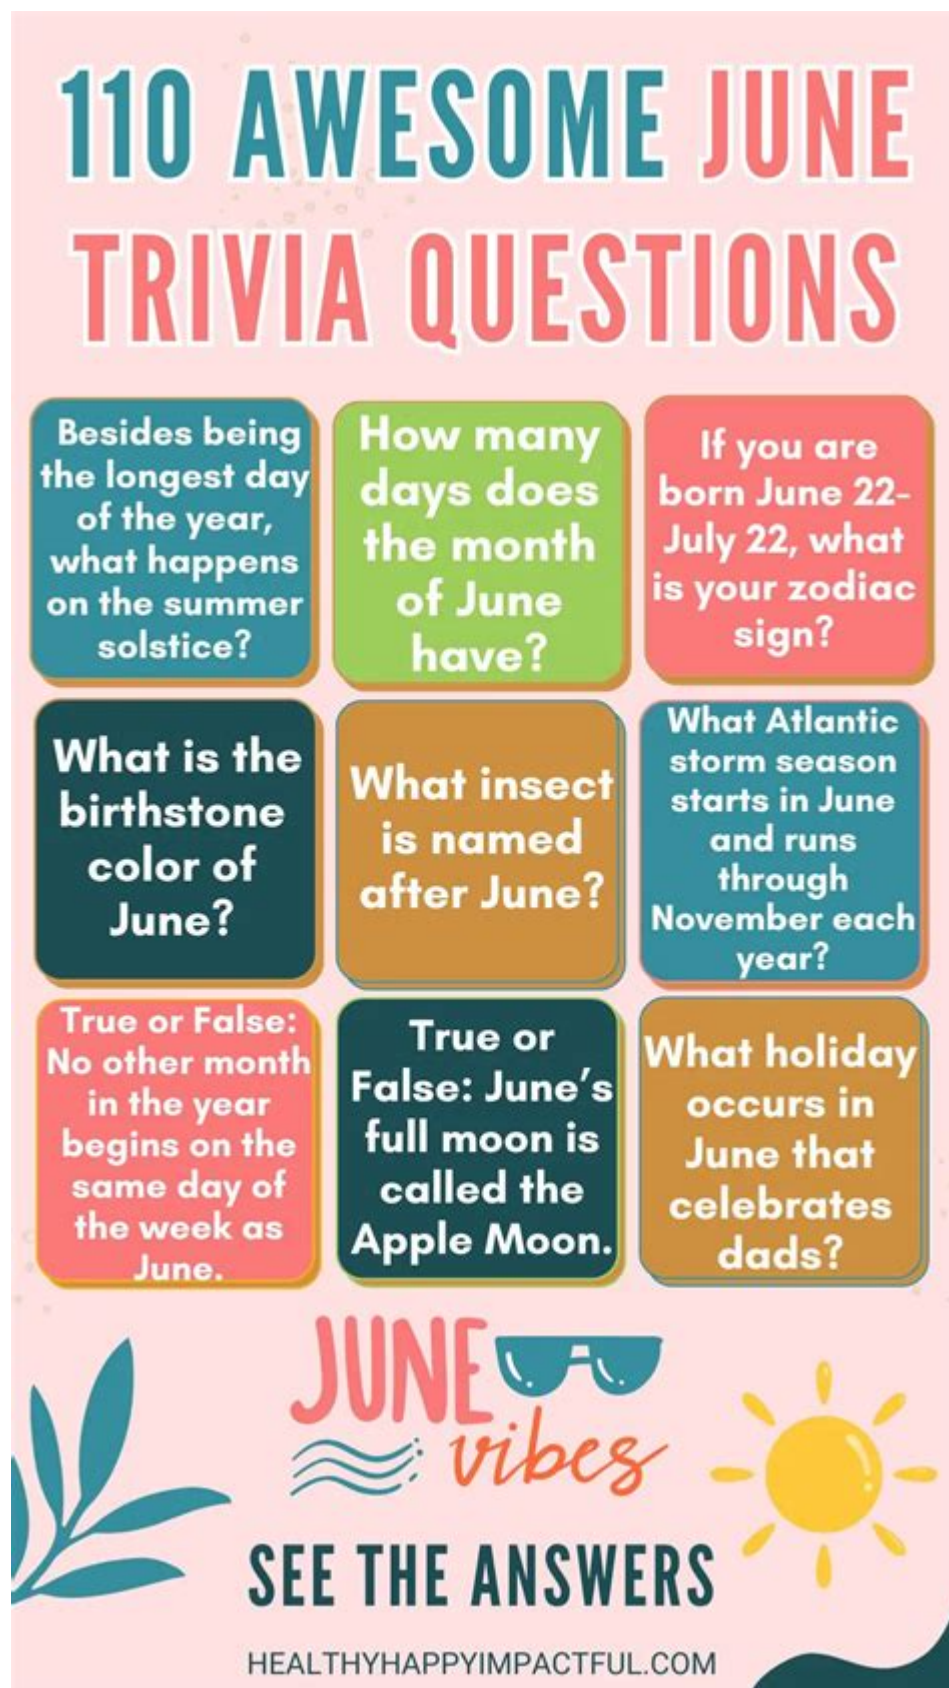 110 AWESOME JUNE
TRIVIA QUESTIONS
Besides being
the longest day
of the year,
what happens
on the summer
solstice?
How many
days does
the month
of June
have?
If you are
born June 22-
July 22, what
is your zodiac
sign?
What is the
birthstone
color of
June?
What insect
is named
after June?
What Atlantic
storm season
starts in June
and runs
through
November each
year?
True or False:
No other month
in the year
begins on the
same day of
the week as
June.
True or
False: June's
full moon is
called the
Apple Moon.
What holiday
occurs in
June that
celebrates
dads?
JUNE
vibes
SEE THE ANSWERS
HEALTHYHAPPYIMPACTFUL.COM